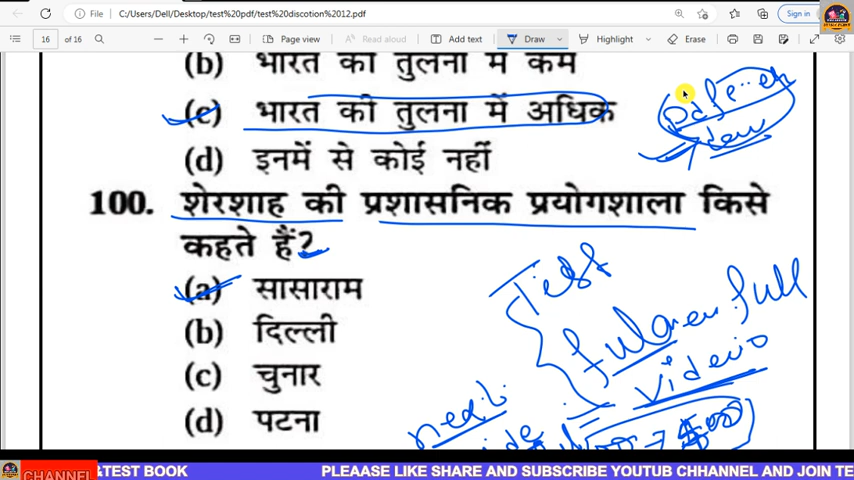 File
C:/Users/Dell/Desktop/test%20pdf/test%20discotion%2012.pdf
Sign in
16 of 16
Page view
Read aloud
Add text
Draw
Highlight
Erase
(b) भारत की तुलना में कम
(c) भारत की तुलना में अधिक
(d) इनमें से कोई नहीं
100. शेरशाह की प्रशासनिक प्रयोगशाला किसे
कहते हैं?
(a) सासाराम
(b) दिल्ली
(c) चुनार
(d) पटना
Test
full
CHANNEL
&TEST BOOK
PLEAASE LIKE SHARE AND SUBSCRIBE YOUTUB CHHANNEL AND JOIN TE